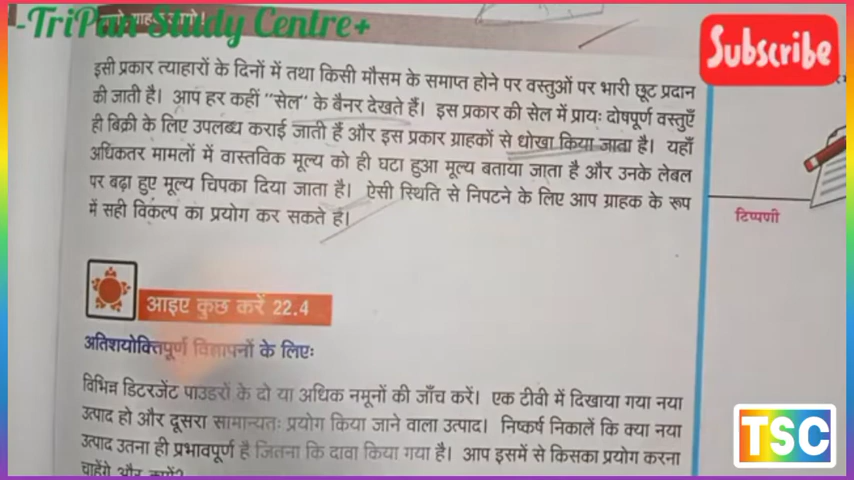 -TriPan Study Centre+
Subscribe
इसी प्रकार त्याहारों के दिनों में तथा किसी मौसम के समाप्त होने पर वस्तुओं पर भारी छूट प्रदान
की जाती है। आप हर कहीं "सेल" के बैनर देखते हैं। इस प्रकार की सेल में प्रायः दोषपूर्ण वस्तुएँ
ही बिक्री के लिए उपलब्ध कराई जाती हैं और इस प्रकार ग्राहकों से धोखा किया जाता है। यहाँ
अधिकतर मामलों में वास्तविक मूल्य को ही घटा हुआ मूल्य बताया जाता है और उनके लेबल
पर बढ़ा हुए मूल्य चिपका दिया जाता है। ऐसी स्थिति से निपटने के लिए आप ग्राहक के रूप
में सही विकल्प का प्रयोग कर सकते हैं।
टिप्पणी
आइए कुछ करें 22.4
अतिशयोक्तिपूर्ण विज्ञापनों के लिएः
विभिन्न डिटरजेंट पाउडरों के दो या अधिक नमूनों की जाँच करें। एक टीवी में दिखाया गया नया
उत्पाद हो और दूसरा सामान्यतः प्रयोग किया जाने वाला उत्पाद। निष्कर्ष निकालें कि क्या नया
उत्पाद उतना ही प्रभावपूर्ण है जितना कि दावा किया गया है। आप इसमें से किसका प्रयोग करना
चाहेंगे और क्यों?
TSC